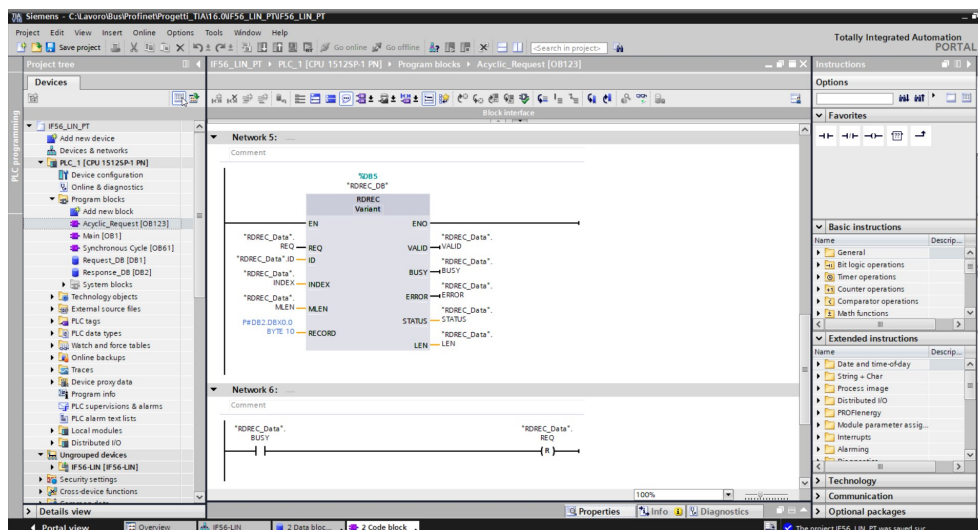 Siemens - C:\Lavoro\Bus\Profinet\Progetti_TIA\16.0\IF56_LIN_PT\IF56_LIN_PT
Project Edit View Insert Online Options Tools Window Help
Totally Integrated Automation
PORTAL
Save project
Go online
Go offline
<Search in project>
Project tree
IF56_LIN_PT
PLC_1 [CPU 1512SP-1 PN]
Program blocks
Acyclic_Request [OB123]
Instructions
Devices
Options
PLC programming
Block interface
IF56_LIN_PT
Add new device
Devices & networks
PLC_1 [CPU 1512SP-1 PN]
Device configuration
Online & diagnostics
Program blocks
Add new block
Acyclic_Request [OB123]
Main [OB1]
Synchronous Cycle [OB61]
Request_DB [DB1]
Response_DB [DB2]
System blocks
Technology objects
External source files
PLC tags
PLC data types
Watch and force tables
Online backups
Traces
Device proxy data
Program info
PLC supervisions & alarms
PLC alarm text lists
Local modules
Distributed I/O
Ungrouped devices
IF56-LIN [IF56-LIN]
Security settings
Cross-device functions
Details view
Network 5:
Comment
%DB5
"RDREC_DB"
RDREC
Variant
EN ENO
"RDREC_Data".
REQ REQ
"RDREC_Data".ID ID
"RDREC_Data".
INDEX INDEX
"RDREC_Data".
MLEN MLEN
P#DB2.DBX0.0
BYTE 10 RECORD
"RDREC_Data".
VALID VALID
"RDREC_Data".
BUSY BUSY
"RDREC_Data".
ERROR ERROR
"RDREC_Data".
STATUS STATUS
"RDREC_Data".
LEN LEN
Network 6:
Comment
"RDREC_Data".
BUSY
"RDREC_Data".
REQ
R
100%
Properties
Info
Diagnostics
Favorites
Basic instructions
Name Descrip...
General
Bit logic operations
Timer operations
Counter operations
Comparator operations
Math functions
Extended instructions
Name Descrip...
Date and time-of-day
String + Char
Process image
Distributed I/O
PROFIenergy
Module parameter assig...
Interrupts
Alarming
Technology
Communication
Optional packages
Portal view
Overview
IF56-LIN
2 Data bloc...
2 Code block
The project IF56_LIN_PT was saved sur